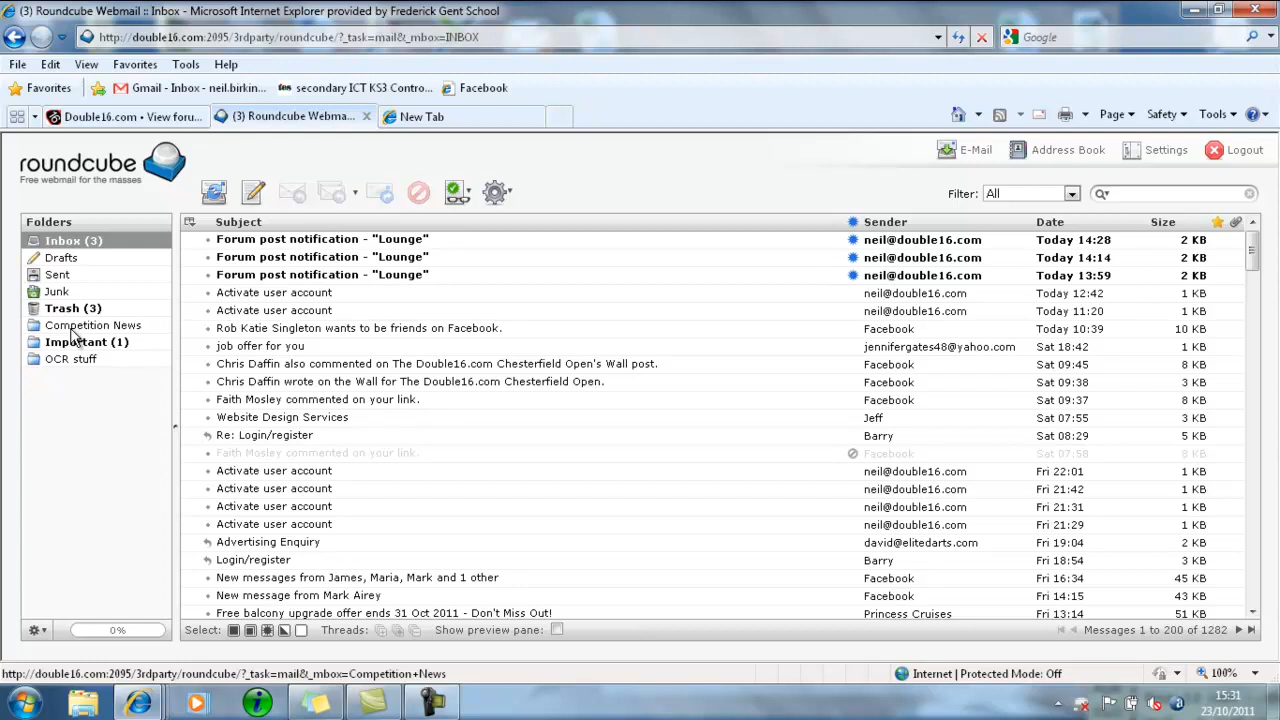 (3) Roundcube Webmail :: Inbox - Microsoft Internet Explorer provided by Frederick Gent School
http://double16.com:2095/3rdparty/roundcube/?_task=mail&_mbox=INBOX
Google
File Edit View Favorites Tools Help
Favorites Gmail - Inbox - neil.birkin... tes secondary ICT KS3 Contro... Facebook
Double16.com • View foru... (3) Roundcube Webma... New Tab Page Safety Tools
roundcube
Free webmail for the masses
E-Mail Address Book Settings Logout
Filter: All
Folders Subject Sender Date Size
Inbox (3) Forum post notification - "Lounge" neil@double16.com Today 14:28 2 KB
Drafts Forum post notification - "Lounge" neil@double16.com Today 14:14 2 KB
Sent Forum post notification - "Lounge" neil@double16.com Today 13:59 2 KB
Junk Activate user account neil@double16.com Today 12:42 1 KB
Trash (3) Activate user account neil@double16.com Today 11:20 1 KB
Competition News Rob Katie Singleton wants to be friends on Facebook. Facebook Today 10:39 10 KB
Important (1) job offer for you jennifergates48@yahoo.com Sat 18:42 1 KB
OCR stuff Chris Daffin also commented on The Double16.com Chesterfield Open's Wall post. Facebook Sat 09:45 8 KB
Chris Daffin wrote on the Wall for The Double16.com Chesterfield Open. Facebook Sat 09:38 3 KB
Faith Mosley commented on your link. Facebook Sat 09:37 8 KB
Website Design Services Jeff Sat 07:55 3 KB
Re: Login/register Barry Sat 08:29 5 KB
Faith Mosley commented on your link. Facebook Sat 07:58 8 KB
Activate user account neil@double16.com Fri 22:01 1 KB
Activate user account neil@double16.com Fri 21:42 1 KB
Activate user account neil@double16.com Fri 21:31 1 KB
Activate user account neil@double16.com Fri 21:29 1 KB
Advertising Enquiry david@elitedarts.com Fri 19:04 2 KB
Login/register Barry Fri 18:54 3 KB
New messages from James, Maria, Mark and 1 other Facebook Fri 16:34 45 KB
New message from Mark Airey Facebook Fri 14:15 43 KB
Free balcony upgrade offer ends 31 Oct 2011 - Don't Miss Out! Princess Cruises Fri 13:14 51 KB
0% Select: Threads: Show preview pane: Messages 1 to 200 of 1282
http://double16.com:2095/3rdparty/roundcube/?_task=mail&_mbox=Competition+News Internet | Protected Mode: Off 100%
15:31
23/10/2011